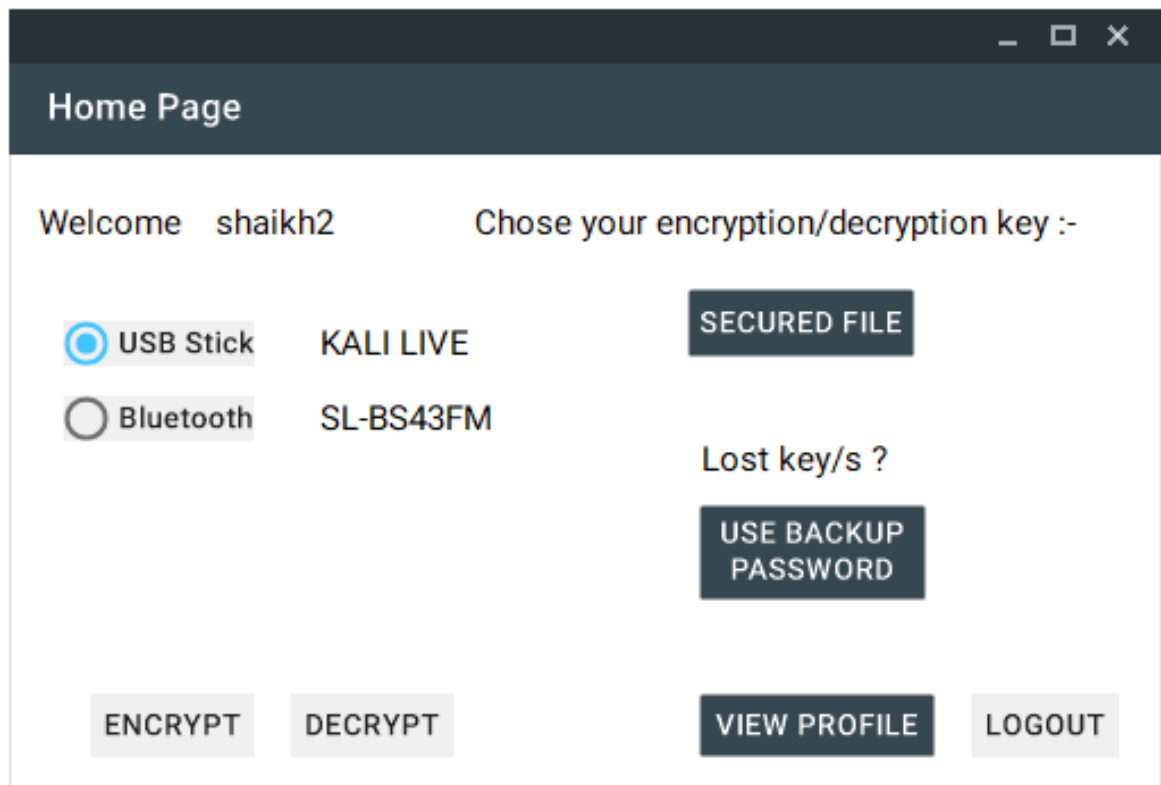 Home Page
Welcome shaikh2 Chose your encryption/decryption key :-
USB Stick KALI LIVE SECURED FILE
Bluetooth SL-BS43FM
Lost key/s ?
USE BACKUP
PASSWORD
ENCRYPT DECRYPT VIEW PROFILE LOGOUT